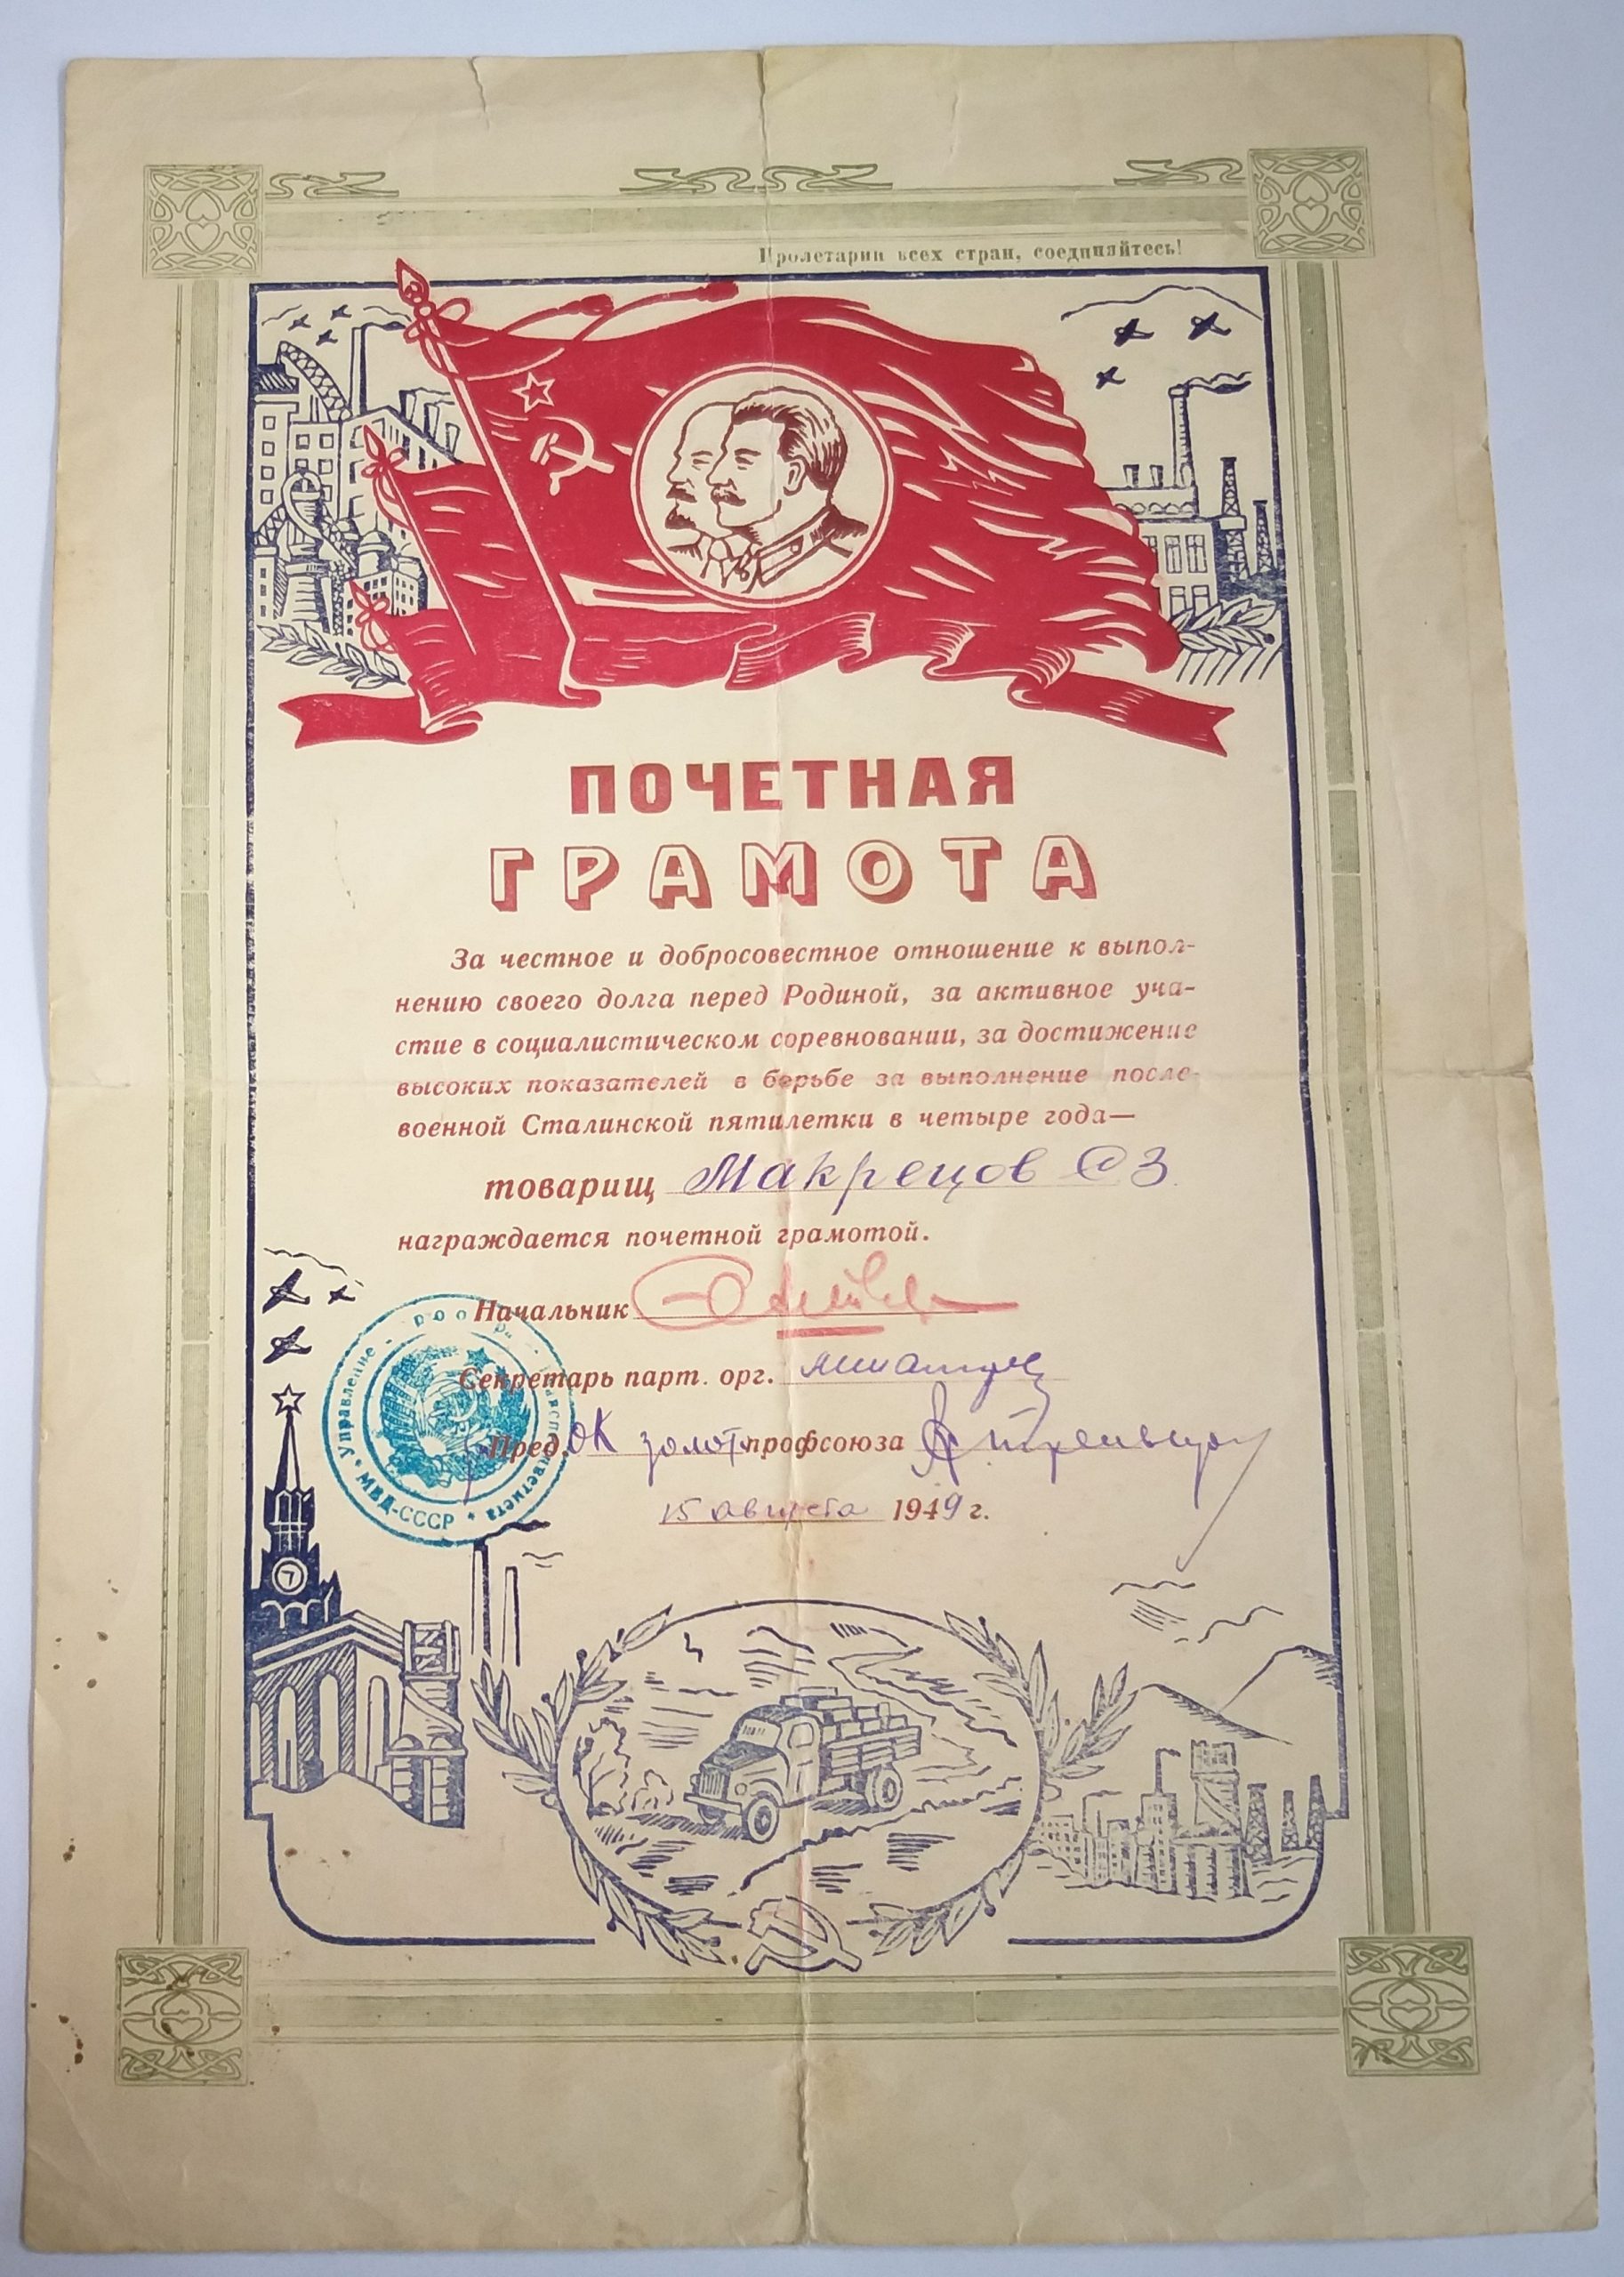 Пролетарии всех стран, соединяйтесь!
ПОЧЕТНАЯ
ГРАМОТА
За честное и добросовестное отношение к выпол-
нению своего долга перед Родиной, за активное уча-
стие в социалистическом соревновании, за достижение
высоких показателей в борьбе за выполнение после-
военной Сталинской пятилетки в четыре года—
товарищ Макрецов С З
награждается почетной грамотой.
Начальник
Секретарь парт. орг.
Пред. ОК золота профсоюза
15 августа 1949 г.
Управление
МВД-СССР